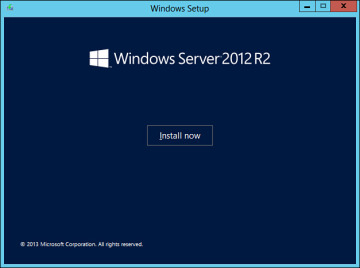 Windows Setup
Windows Server 2012 R2
Install now
© 2013 Microsoft Corporation. All rights reserved.